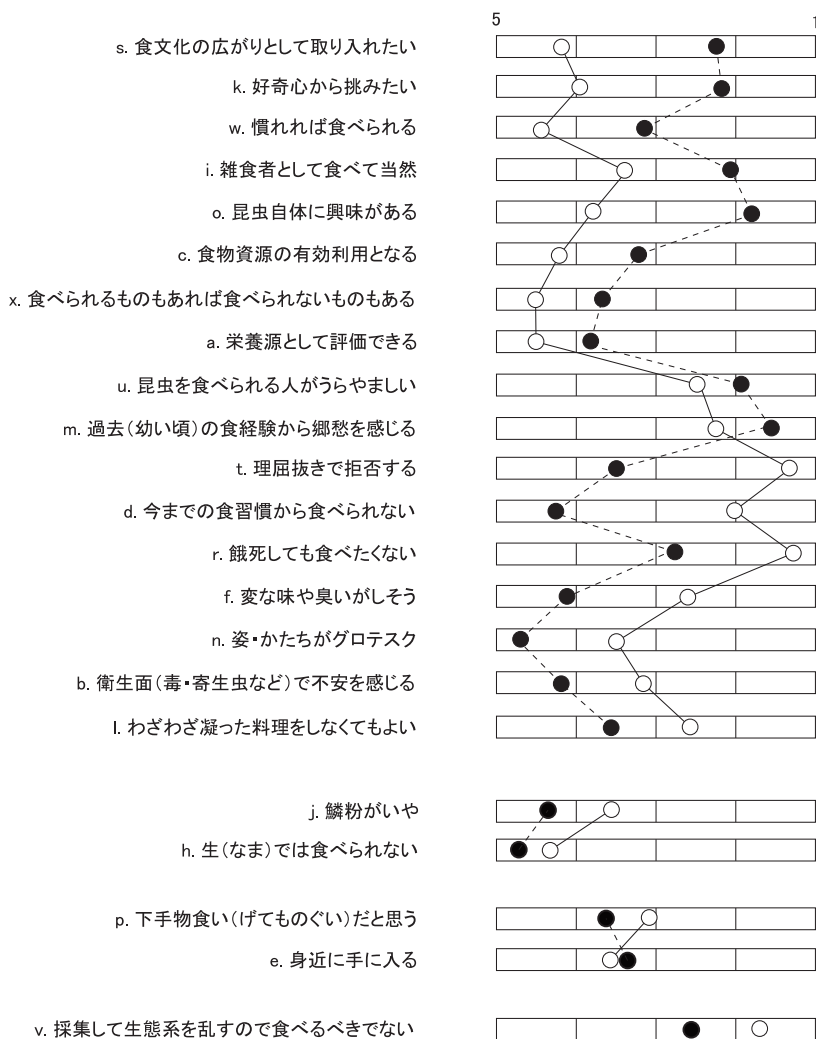 5 1
s. 食文化の広がりとして取り入れたい
k. 好奇心から挑みたい
w. 慣れれば食べられる
i. 雑食者として食べて当然
o. 昆虫自体に興味がある
c. 食物資源の有効利用となる
x. 食べられるものもあれば食べられないものもある
a. 栄養源として評価できる
u. 昆虫を食べられる人がうらやましい
m. 過去(幼い頃)の食経験から郷愁を感じる
t. 理屈抜きで拒否する
d. 今までの食習慣から食べられない
r. 餓死しても食べたくない
f. 変な味や臭いがしそう
n. 姿・かたちがグロテスク
b. 衛生面(毒・寄生虫など)で不安を感じる
l. わざわざ凝った料理をしなくてもよい
j. 鱗粉がいや
h. 生(なま)では食べられない
p. 下手物食い(げてものぐい)だと思う
e. 身近に手に入る
v. 採集して生態系を乱すので食べるべきでない